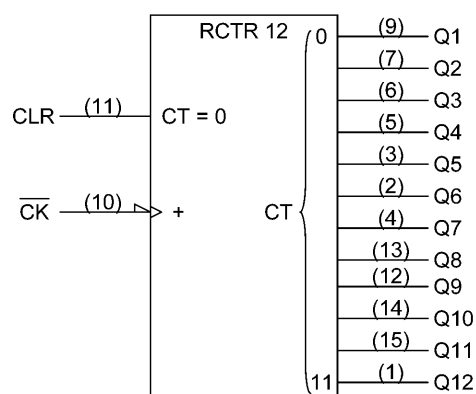 RCTR 12
0 (9) Q1
(7) Q2
(6) Q3
CLR (11) CT = 0 (5) Q4
(3) Q5
(2) Q6
C̅K̅ (10) + CT (4) Q7
(13) Q8
(12) Q9
(14) Q10
(15) Q11
11 (1) Q12